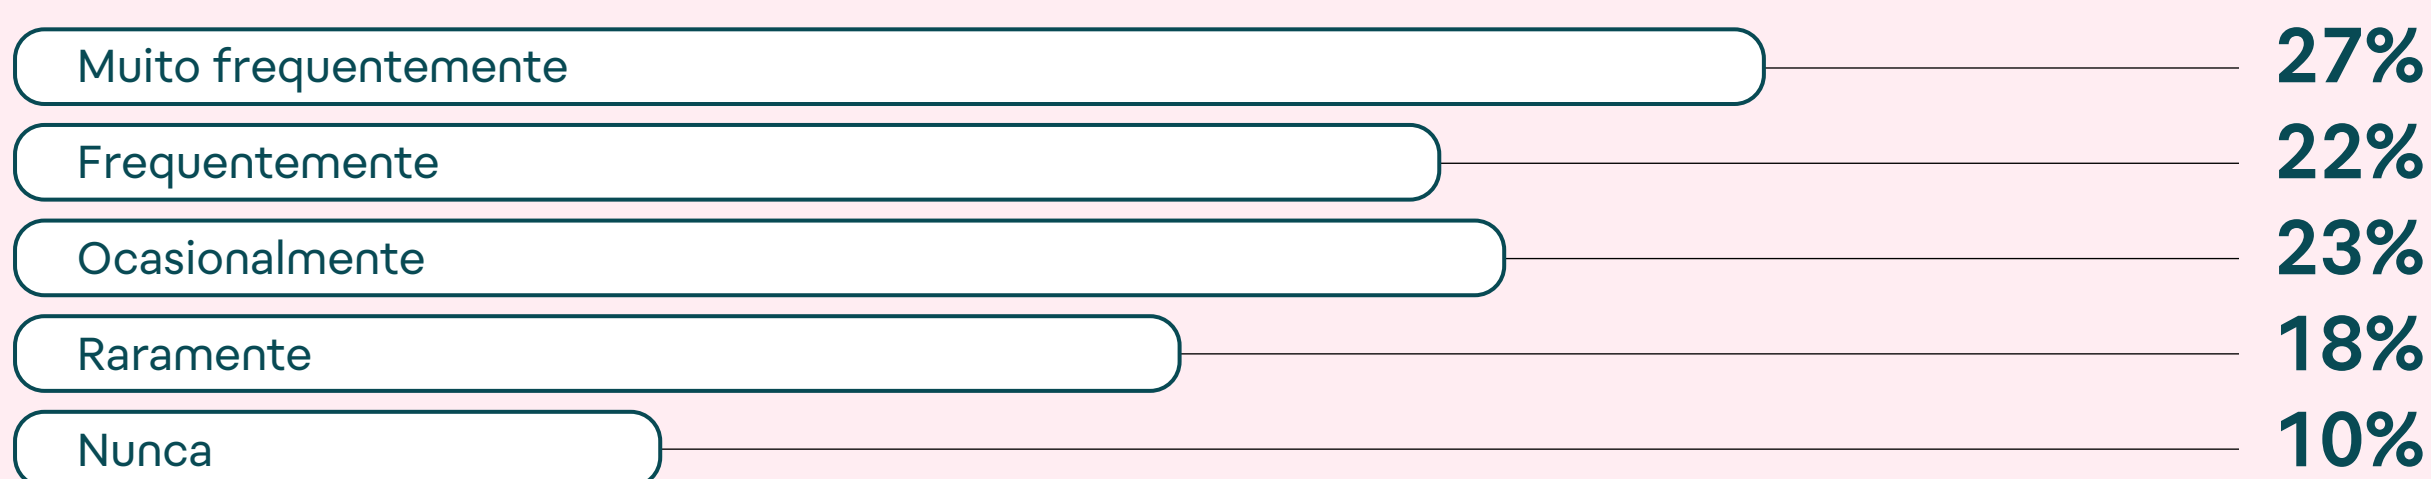 Muito frequentemente 27%
Frequentemente 22%
Ocasionalmente 23%
Raramente 18%
Nunca 10%